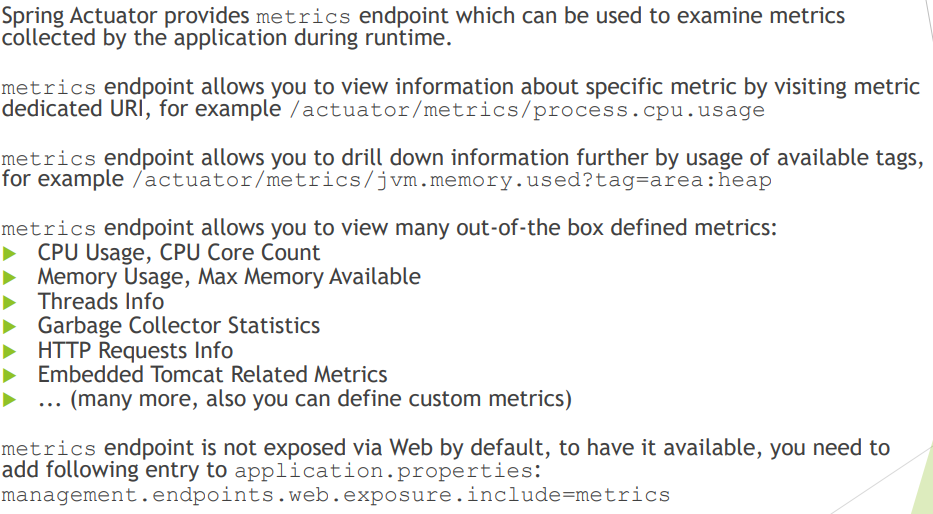 Spring Actuator provides metrics endpoint which can be used to examine metrics
collected by the application during runtime.
metrics endpoint allows you to view information about specific metric by visiting metric
dedicated URI, for example /actuator/metrics/process.cpu.usage
metrics endpoint allows you to drill down information further by usage of available tags,
for example /actuator/metrics/jvm.memory.used?tag=area:heap
metrics endpoint allows you to view many out-of-the box defined metrics:
CPU Usage, CPU Core Count
Memory Usage, Max Memory Available
Threads Info
Garbage Collector Statistics
HTTP Requests Info
Embedded Tomcat Related Metrics
... (many more, also you can define custom metrics)
metrics endpoint is not exposed via Web by default, to have it available, you need to
add following entry to application.properties:
management.endpoints.web.exposure.include=metrics